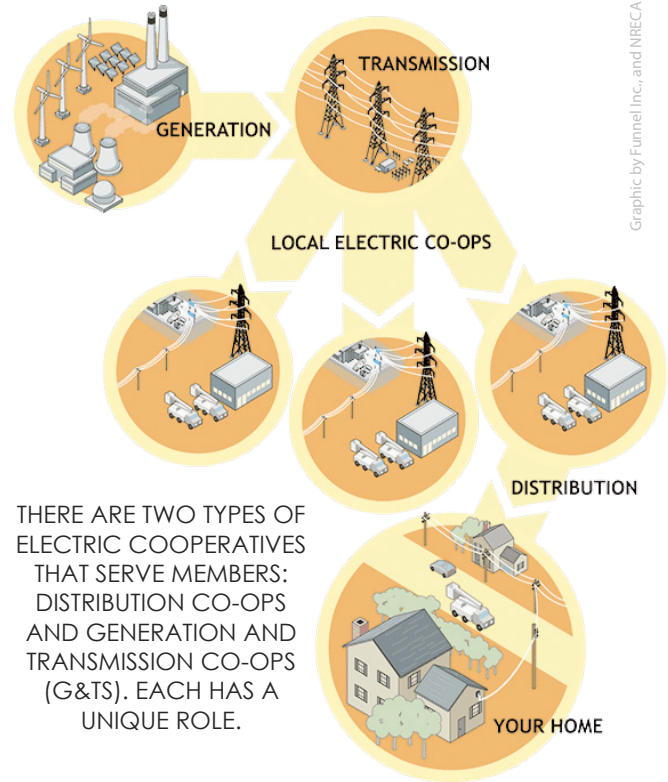 Graphic by Funnel Inc., and NRECA
TRANSMISSION
GENERATION
LOCAL ELECTRIC CO-OPS
DISTRIBUTION
THERE ARE TWO TYPES OF
ELECTRIC COOPERATIVES
THAT SERVE MEMBERS:
DISTRIBUTION CO-OPS
AND GENERATION AND
TRANSMISSION CO-OPS
(G&TS). EACH HAS A
UNIQUE ROLE.
YOUR HOME